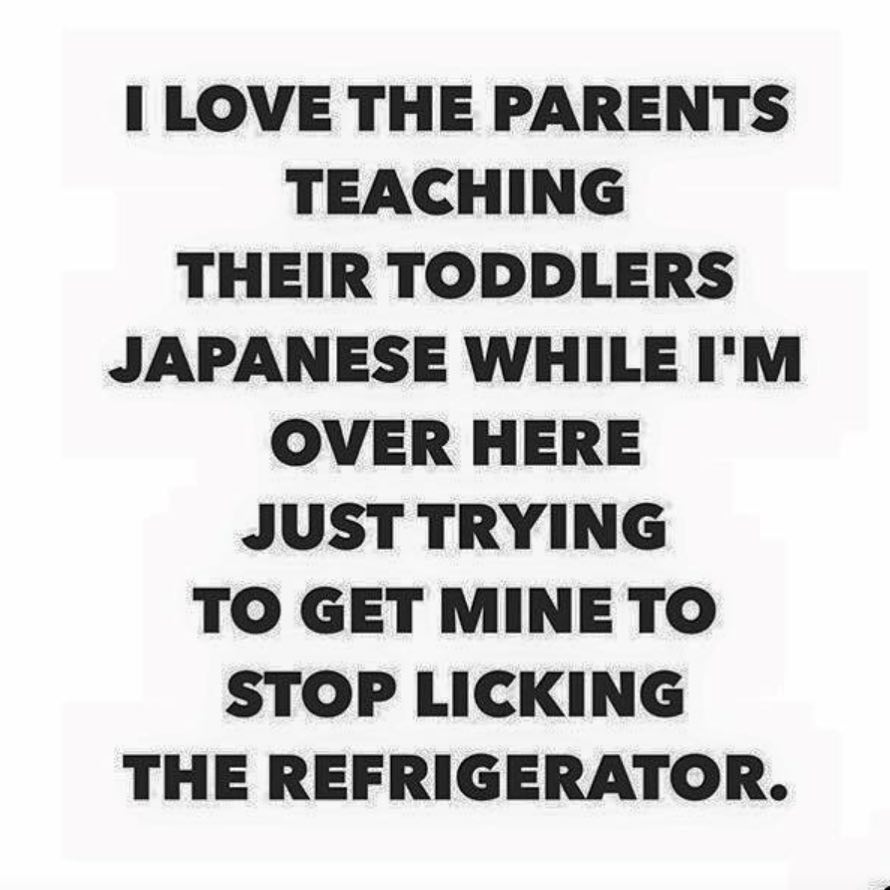 I LOVE THE PARENTS
TEACHING
THEIR TODDLERS
JAPANESE WHILE I'M
OVER HERE
JUST TRYING
TO GET MINE TO
STOP LICKING
THE REFRIGERATOR.